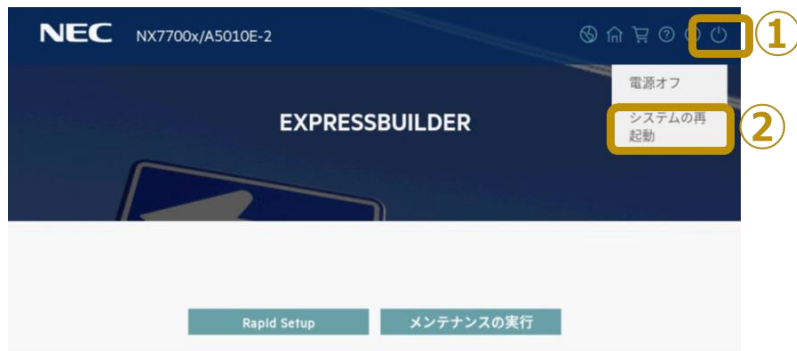 NEC NX7700x/A5010E-2
①
電源オフ
EXPRESSBUILDER
システムの再
起動
②
Rapid Setup メンテナンスの実行